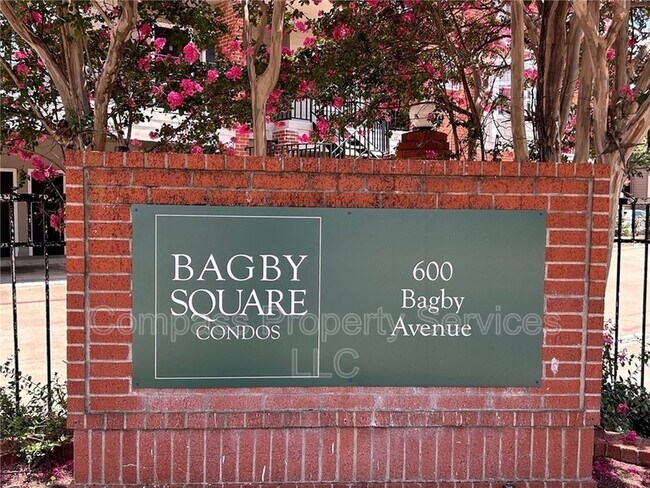 BAGBY
SQUARE
CONDOS
600
Bagby
Avenue
Compass Property Services
LLC